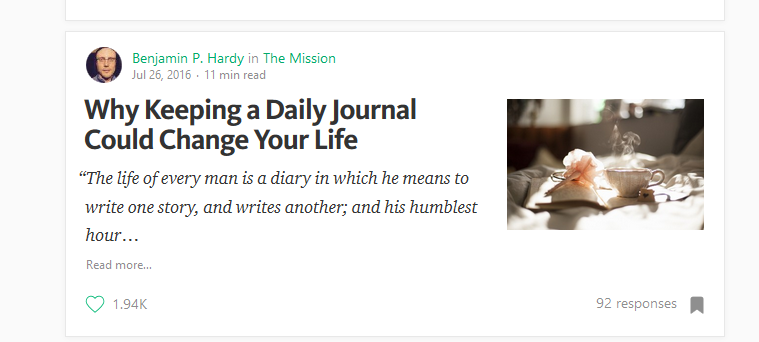 Benjamin P. Hardy in The Mission
Jul 26, 2016 · 11 min read
Why Keeping a Daily Journal
Could Change Your Life
“The life of every man is a diary in which he means to
write one story, and writes another; and his humblest
hour…
Read more...
1.94K
92 responses